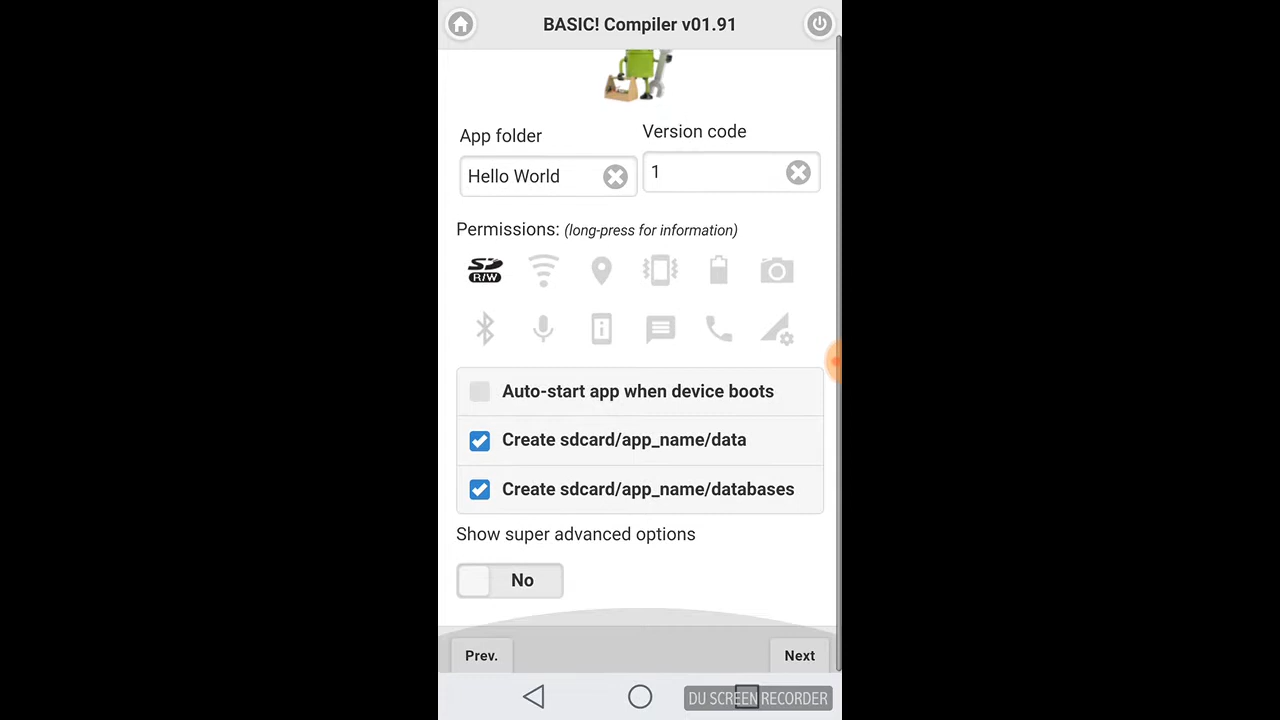 BASIC! Compiler v01.91
App folder
Version code
Hello World
1
Permissions: (long-press for information)
SD
R/W
Auto-start app when device boots
Create sdcard/app_name/data
Create sdcard/app_name/databases
Show super advanced options
No
Prev.
Next
DU SCREEN RECORDER